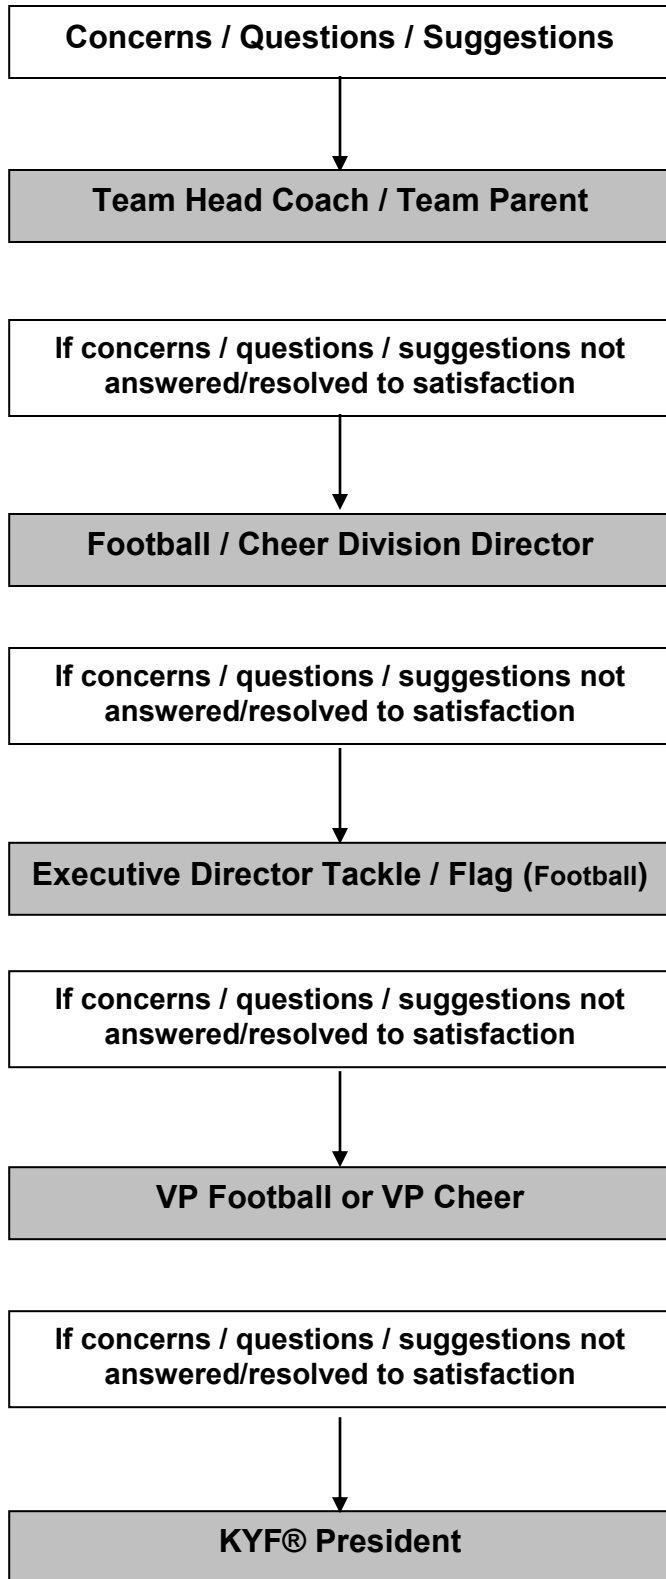 Concerns / Questions / Suggestions
Team Head Coach / Team Parent
If concerns / questions / suggestions not
answered/resolved to satisfaction
Football / Cheer Division Director
If concerns / questions / suggestions not
answered/resolved to satisfaction
Executive Director Tackle / Flag (Football)
If concerns / questions / suggestions not
answered/resolved to satisfaction
VP Football or VP Cheer
If concerns / questions / suggestions not
answered/resolved to satisfaction
KYF® President